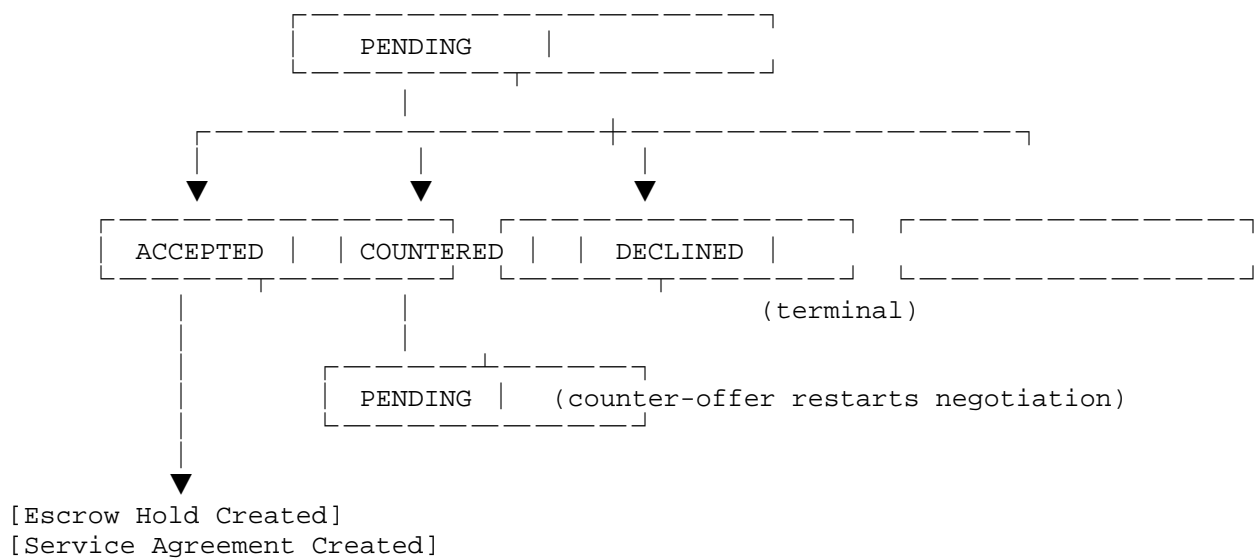 PENDING
ACCEPTED COUNTERED DECLINED
(terminal)
PENDING (counter-offer restarts negotiation)
[Escrow Hold Created]
[Service Agreement Created]